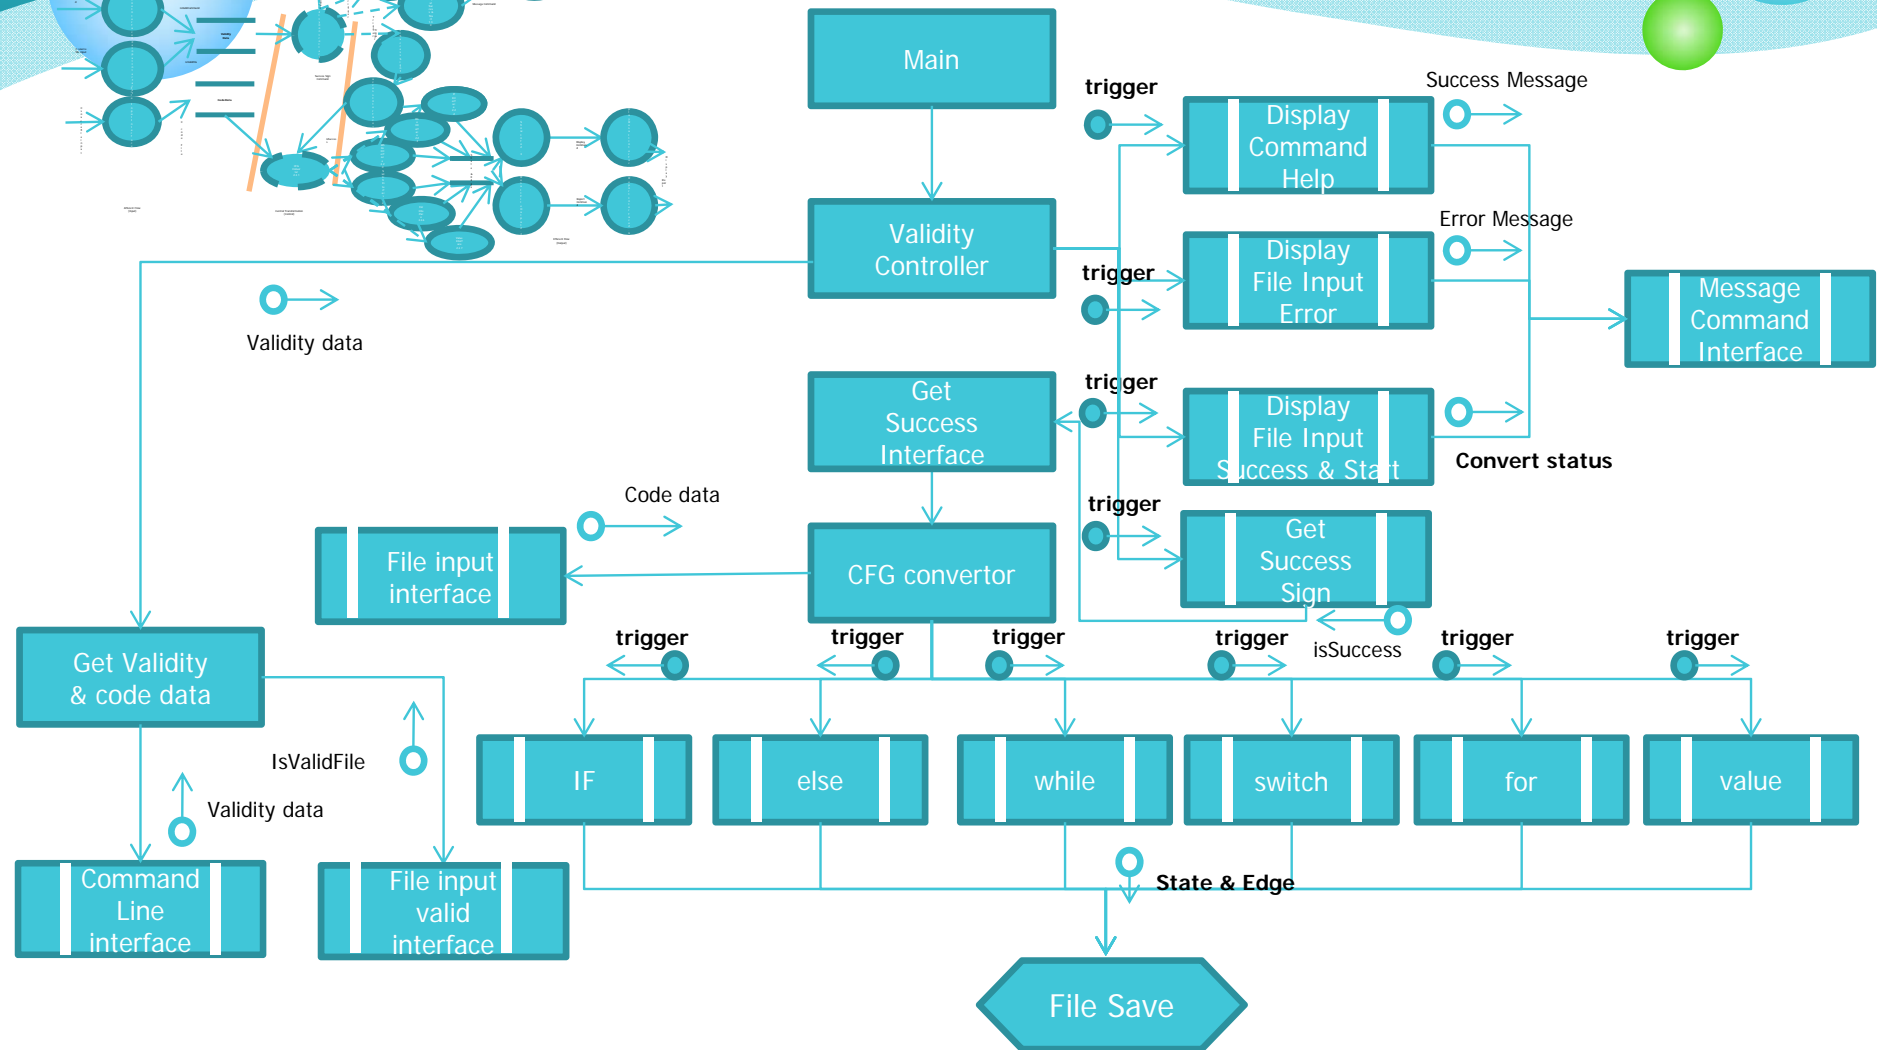 Main
trigger
Success Message
Display
Command
Help
Validity
Controller
Error Message
trigger
Display
File Input
Error
Message
Command
Interface
Validity data
Get
Success
Interface
trigger
Display
File Input
Success & Start
Convert status
Code data
trigger
Get
Success
Sign
File input
interface
CFG convertor
isSuccess
trigger
trigger
trigger
trigger
trigger
trigger
Get Validity
& code data
IsValidFile
Validity data
IF
else
while
switch
for
value
Command
Line
interface
File input
valid
interface
State & Edge
File Save